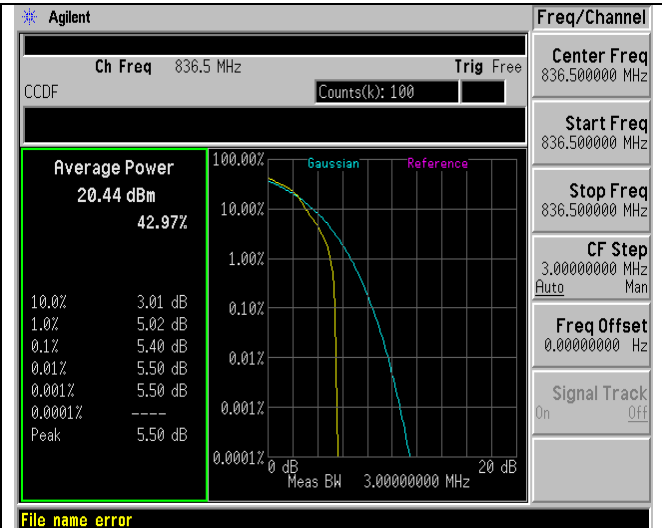 Agilent
Freq/Channel
Ch Freq 836.5 MHz Trig Free
CCDF Counts(k): 100
Average Power
20.44 dBm
42.97%
10.0% 3.01 dB
1.0% 5.02 dB
0.1% 5.40 dB
0.01% 5.50 dB
0.001% 5.50 dB
0.0001% ----
Peak 5.50 dB
100.00% Gaussian Reference
10.00%
1.00%
0.10%
0.01%
0.001%
0.0001%
0 dB 20 dB
Meas BW 3.00000000 MHz
Center Freq
836.500000 MHz
Start Freq
836.500000 MHz
Stop Freq
836.500000 MHz
CF Step
3.00000000 MHz
Auto Man
Freq Offset
0.00000000 Hz
Signal Track
On Off
File name error